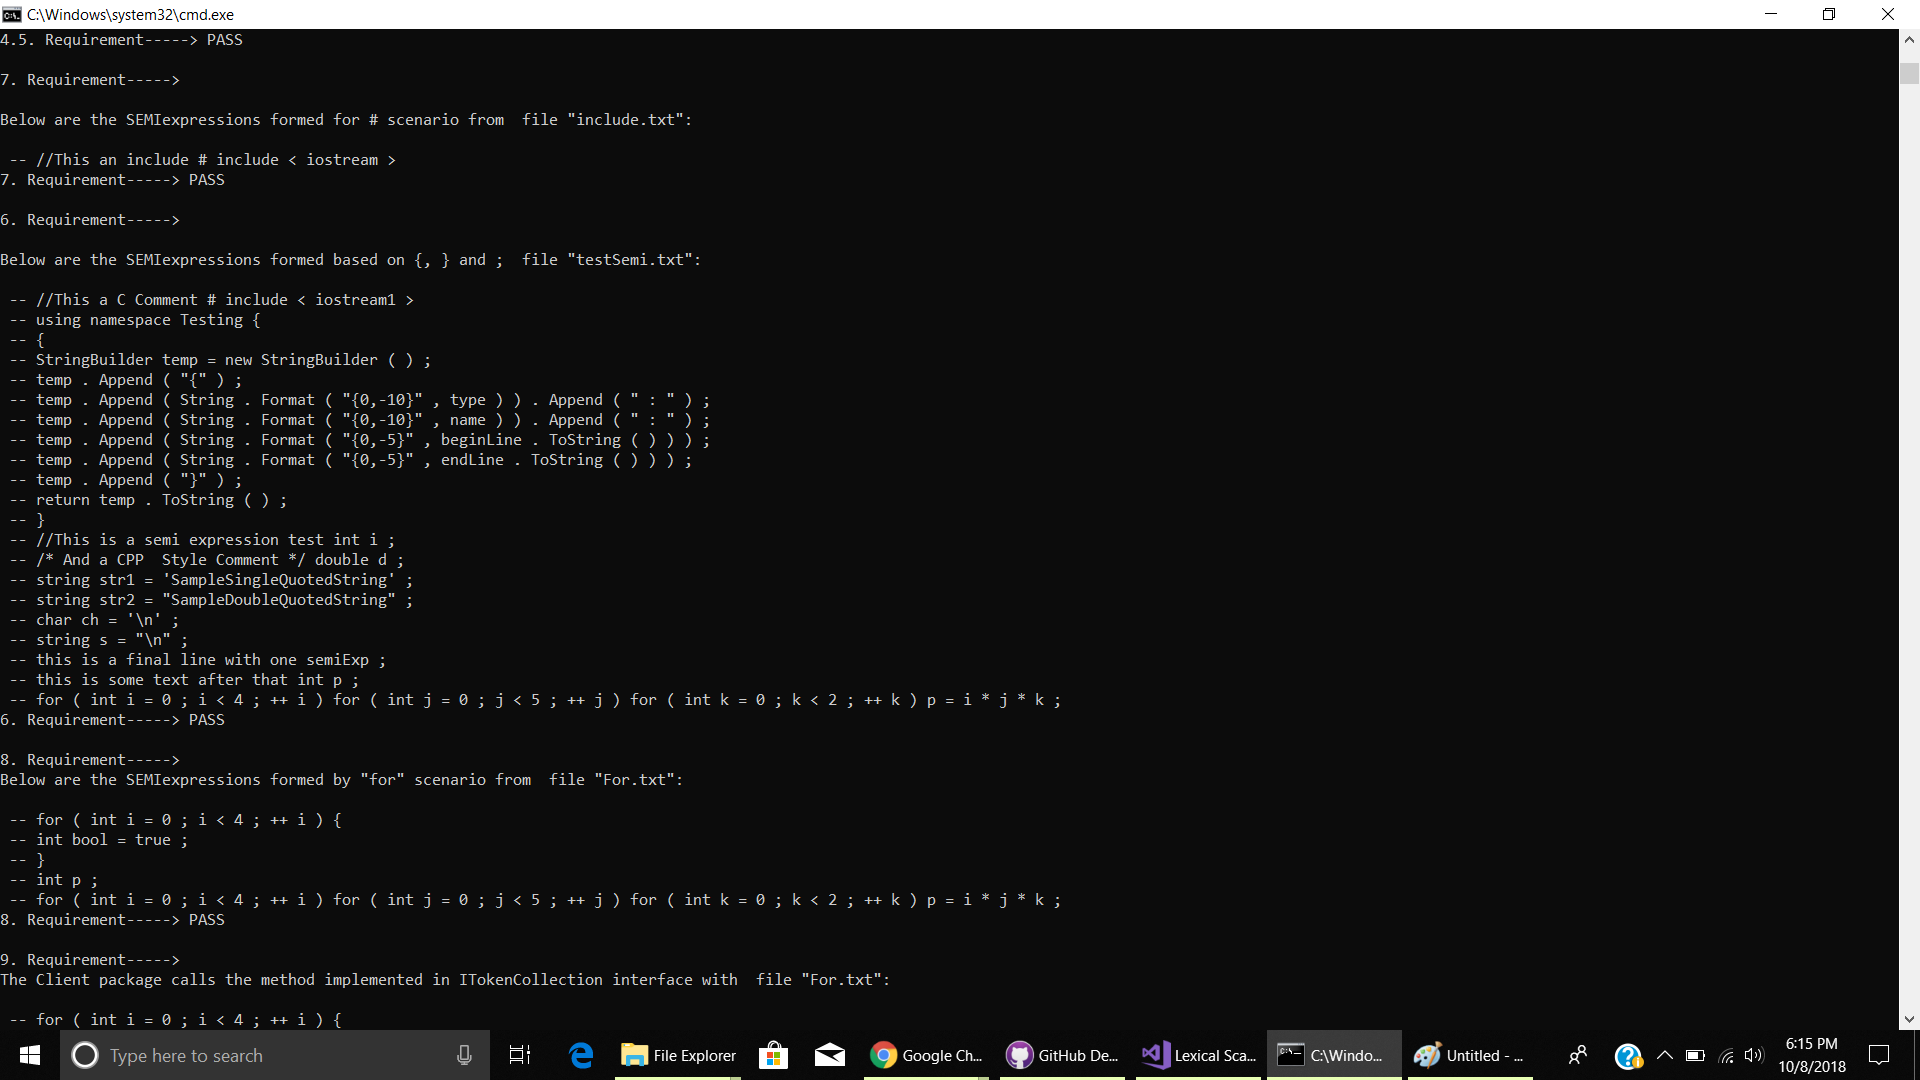 C:\Windows\system32\cmd.exe
4.5. Requirement-----> PASS
7. Requirement----->
Below are the SEMIexpressions formed for # scenario from  file "include.txt":
 -- //This an include # include < iostream >
7. Requirement-----> PASS
6. Requirement----->
Below are the SEMIexpressions formed based on {, } and ;  file "testSemi.txt":
 -- //This a C Comment # include < iostream1 >
 -- using namespace Testing {
 -- {
 -- StringBuilder temp = new StringBuilder ( ) ;
 -- temp . Append ( "{" ) ;
 -- temp . Append ( String . Format ( "{0,-10}" , type ) ) . Append ( " : " ) ;
 -- temp . Append ( String . Format ( "{0,-10}" , name ) ) . Append ( " : " ) ;
 -- temp . Append ( String . Format ( "{0,-5}" , beginLine . ToString ( ) ) ) ;
 -- temp . Append ( String . Format ( "{0,-5}" , endLine . ToString ( ) ) ) ;
 -- temp . Append ( "}" ) ;
 -- return temp . ToString ( ) ;
 -- }
 -- //This is a semi expression test int i ;
 -- /* And a CPP  Style Comment */ double d ;
 -- string str1 = 'SampleSingleQuotedString' ;
 -- string str2 = "SampleDoubleQuotedString" ;
 -- char ch = '\n' ;
 -- string s = "\n" ;
 -- this is a final line with one semiExp ;
 -- this is some text after that int p ;
 -- for ( int i = 0 ; i < 4 ; ++ i ) for ( int j = 0 ; j < 5 ; ++ j ) for ( int k = 0 ; k < 2 ; ++ k ) p = i * j * k ;
6. Requirement-----> PASS
8. Requirement----->
Below are the SEMIexpressions formed by "for" scenario from  file "For.txt":
 -- for ( int i = 0 ; i < 4 ; ++ i ) {
 -- int bool = true ;
 -- }
 -- int p ;
 -- for ( int i = 0 ; i < 4 ; ++ i ) for ( int j = 0 ; j < 5 ; ++ j ) for ( int k = 0 ; k < 2 ; ++ k ) p = i * j * k ;
8. Requirement-----> PASS
9. Requirement----->
The Client package calls the method implemented in ITokenCollection interface with  file "For.txt":
 -- for ( int i = 0 ; i < 4 ; ++ i ) {
Type here to search
File Explorer
Google Ch...
GitHub De...
Lexical Sca...
C:\Windo...
Untitled - ...
6:15 PM
10/8/2018